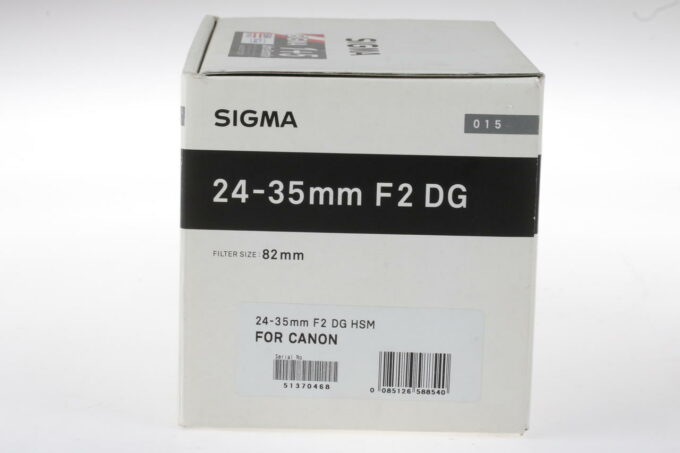 SIGMA
SIGMA
015
24-35mm F2 DG
FILTER SIZE : 82mm
24-35mm F2 DG HSM
FOR CANON
Serial No
51370468
0 085126 588540